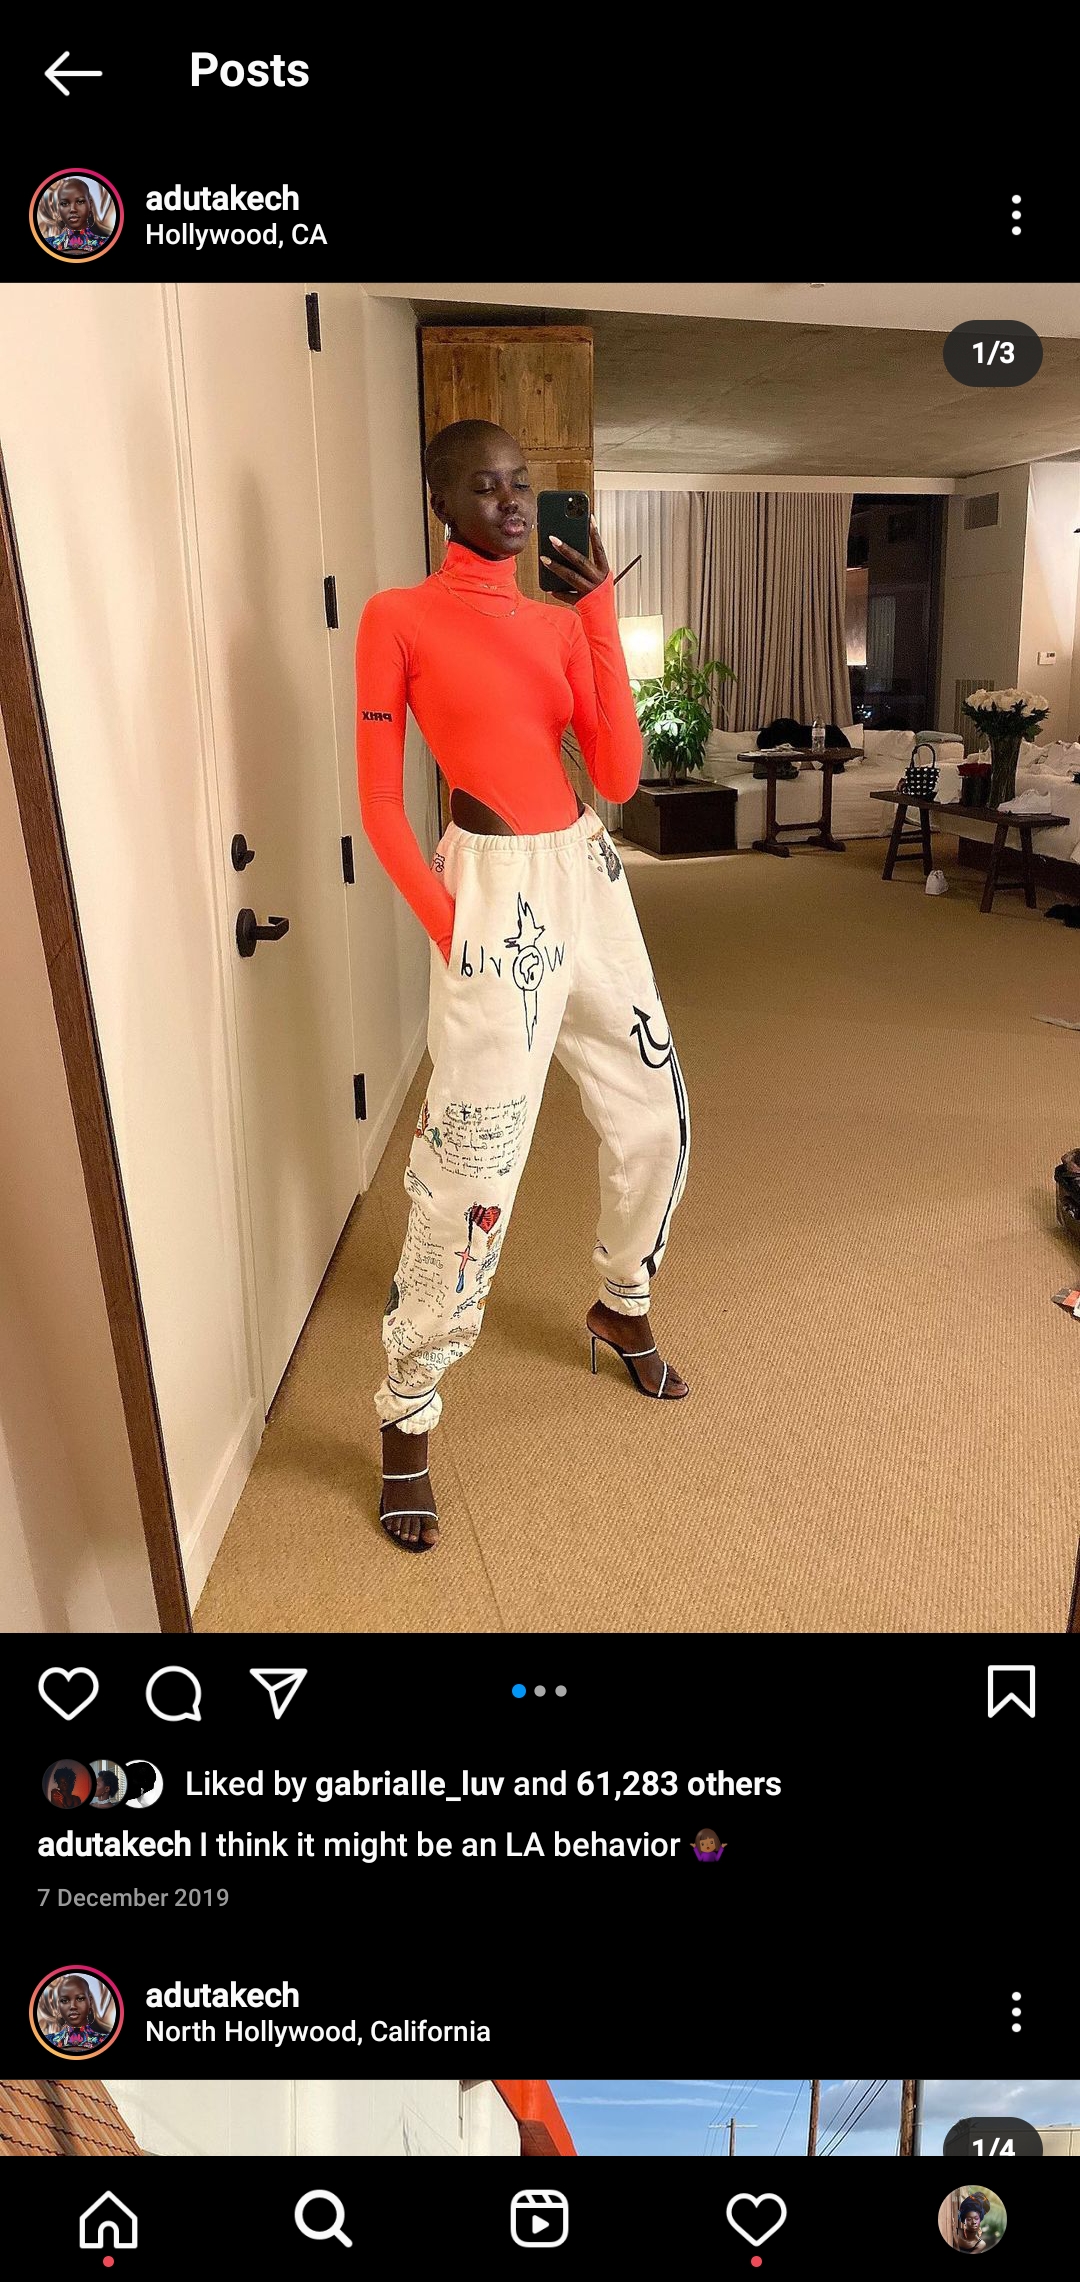 Posts
adutakech
Hollywood, CA
1/3
PRIX
blvw
Liked by gabrialle_luv and 61,283 others
adutakech I think it might be an LA behavior 🤷🏾‍♀️
7 December 2019
adutakech
North Hollywood, California
1/4